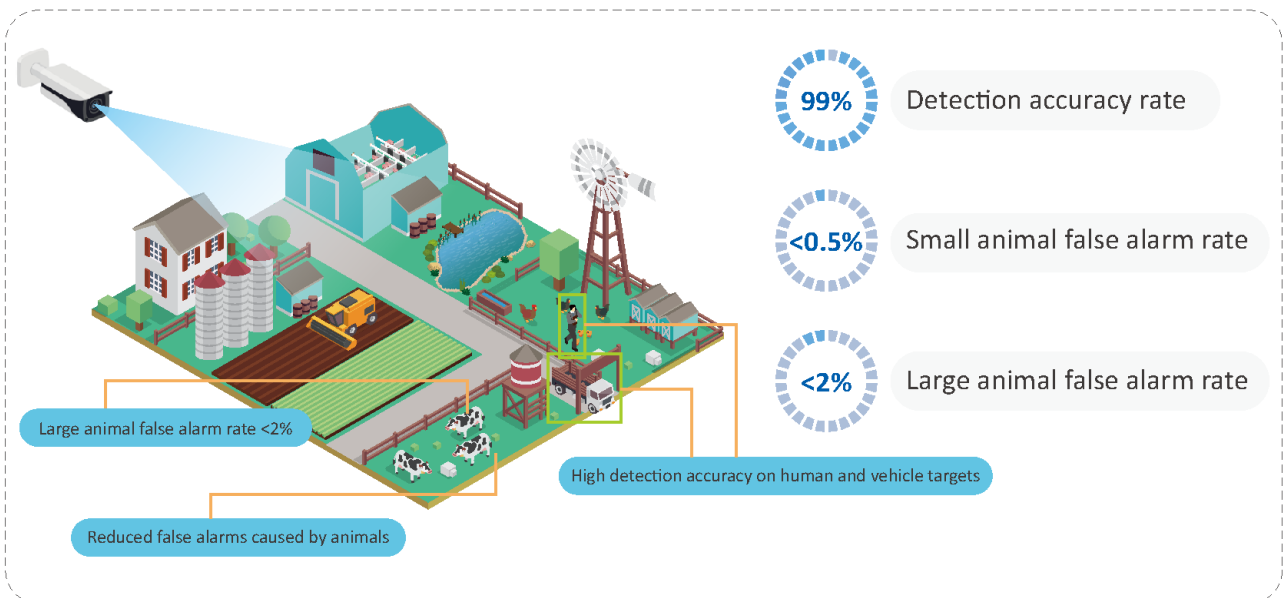 99%
Detection accuracy rate
<0.5%
Small animal false alarm rate
<2%
Large animal false alarm rate
Large animal false alarm rate <2%
High detection accuracy on human and vehicle targets
Reduced false alarms caused by animals